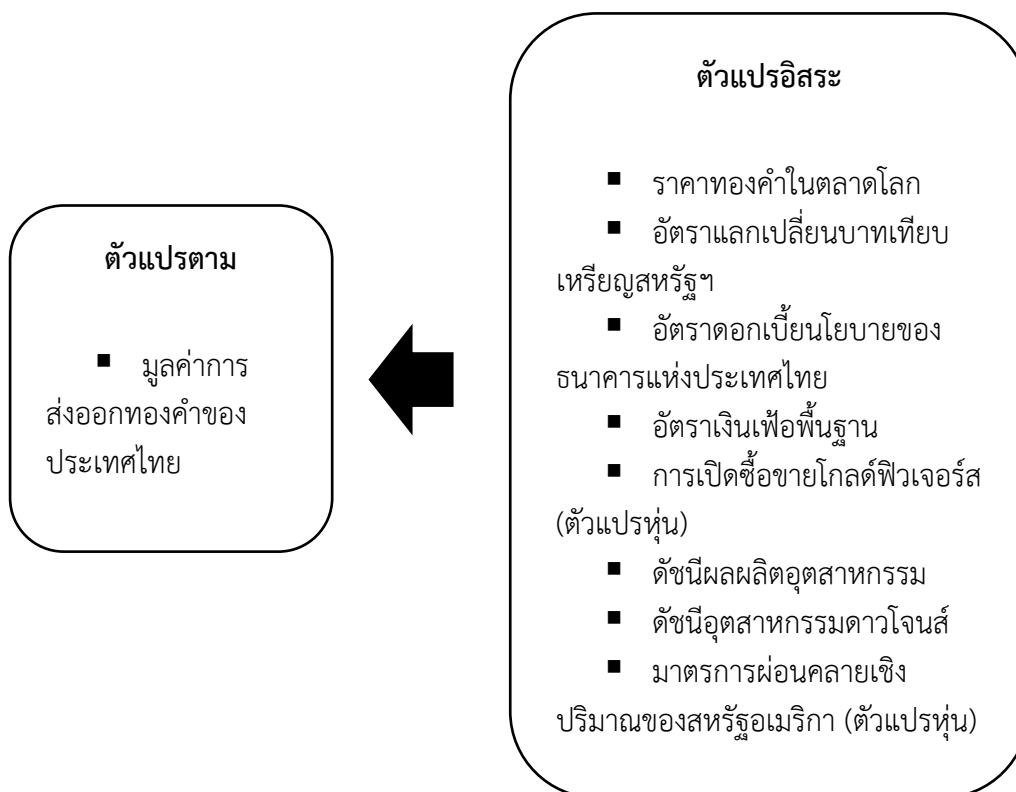 ตัวแปรตาม
■ มูลค่าการ
ส่งออกทองคำของ
ประเทศไทย
ตัวแปรอิสระ
■ ราคาทองคำในตลาดโลก
■ อัตราแลกเปลี่ยนบาทเทียบ
เหรียญสหรัฐฯ
■ อัตราดอกเบี้ยนโยบายของ
ธนาคารแห่งประเทศไทย
■ อัตราเงินเฟ้อพื้นฐาน
■ การเปิดซื้อขายโกลด์ฟิวเจอร์ส
(ตัวแปรหุ่น)
■ ดัชนีผลผลิตอุตสาหกรรม
■ ดัชนีอุตสาหกรรมดาวโจนส์
■ มาตรการผ่อนคลายเชิง
ปริมาณของสหรัฐอเมริกา (ตัวแปรหุ่น)